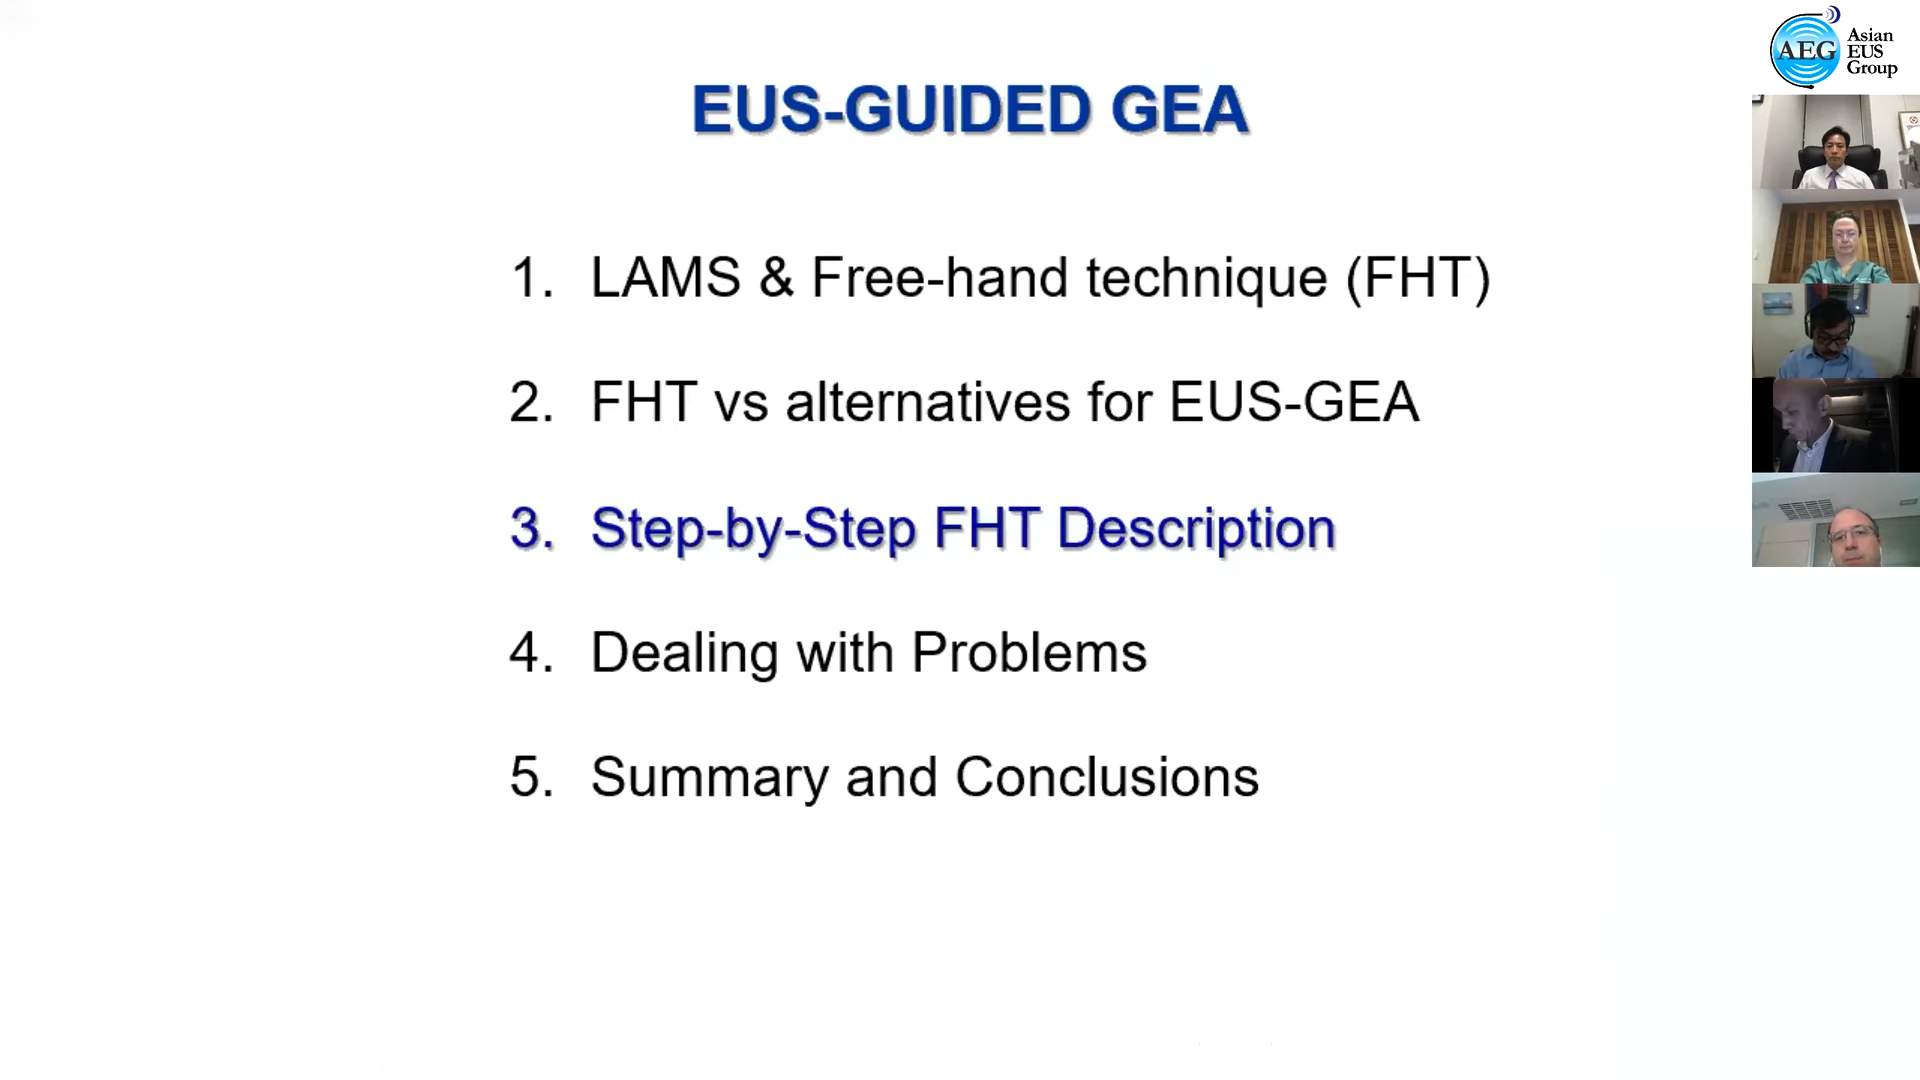 EUS-GUIDED GEA
1. LAMS & Free-hand technique (FHT)
2. FHT vs alternatives for EUS-GEA
3. Step-by-Step FHT Description
4. Dealing with Problems
5. Summary and Conclusions
AEG
Asian
EUS
Group